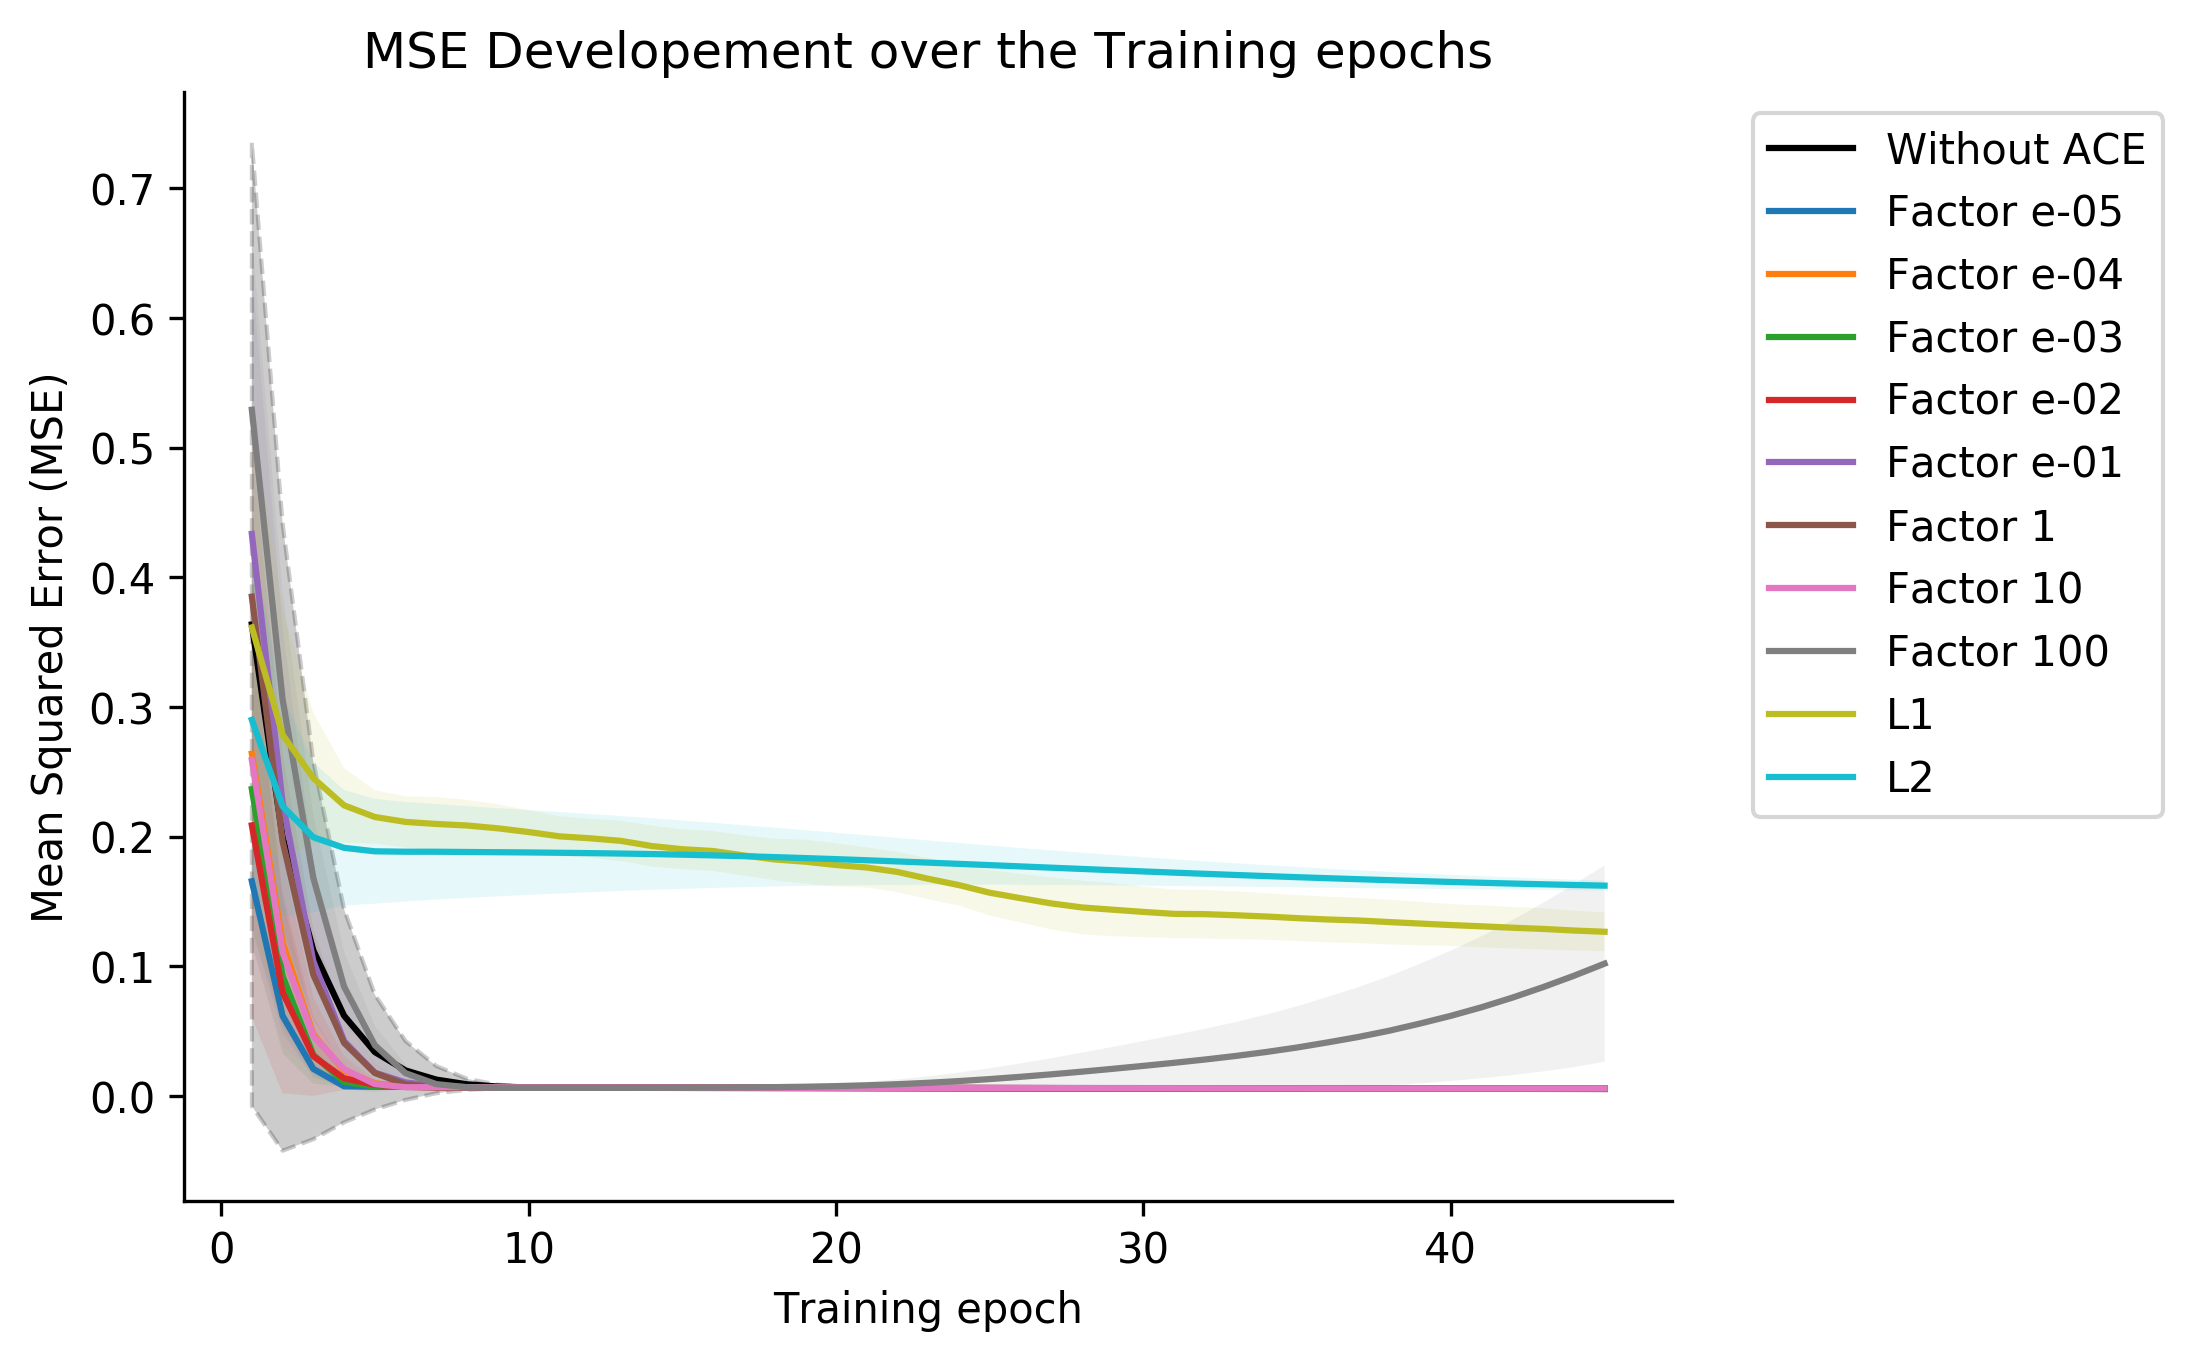 MSE Developement over the Training epochs
Mean Squared Error (MSE)
0.7
0.6
0.5
0.4
0.3
0.2
0.1
0.0
0 10 20 30 40
Training epoch
Without ACE
Factor e-05
Factor e-04
Factor e-03
Factor e-02
Factor e-01
Factor 1
Factor 10
Factor 100
L1
L2